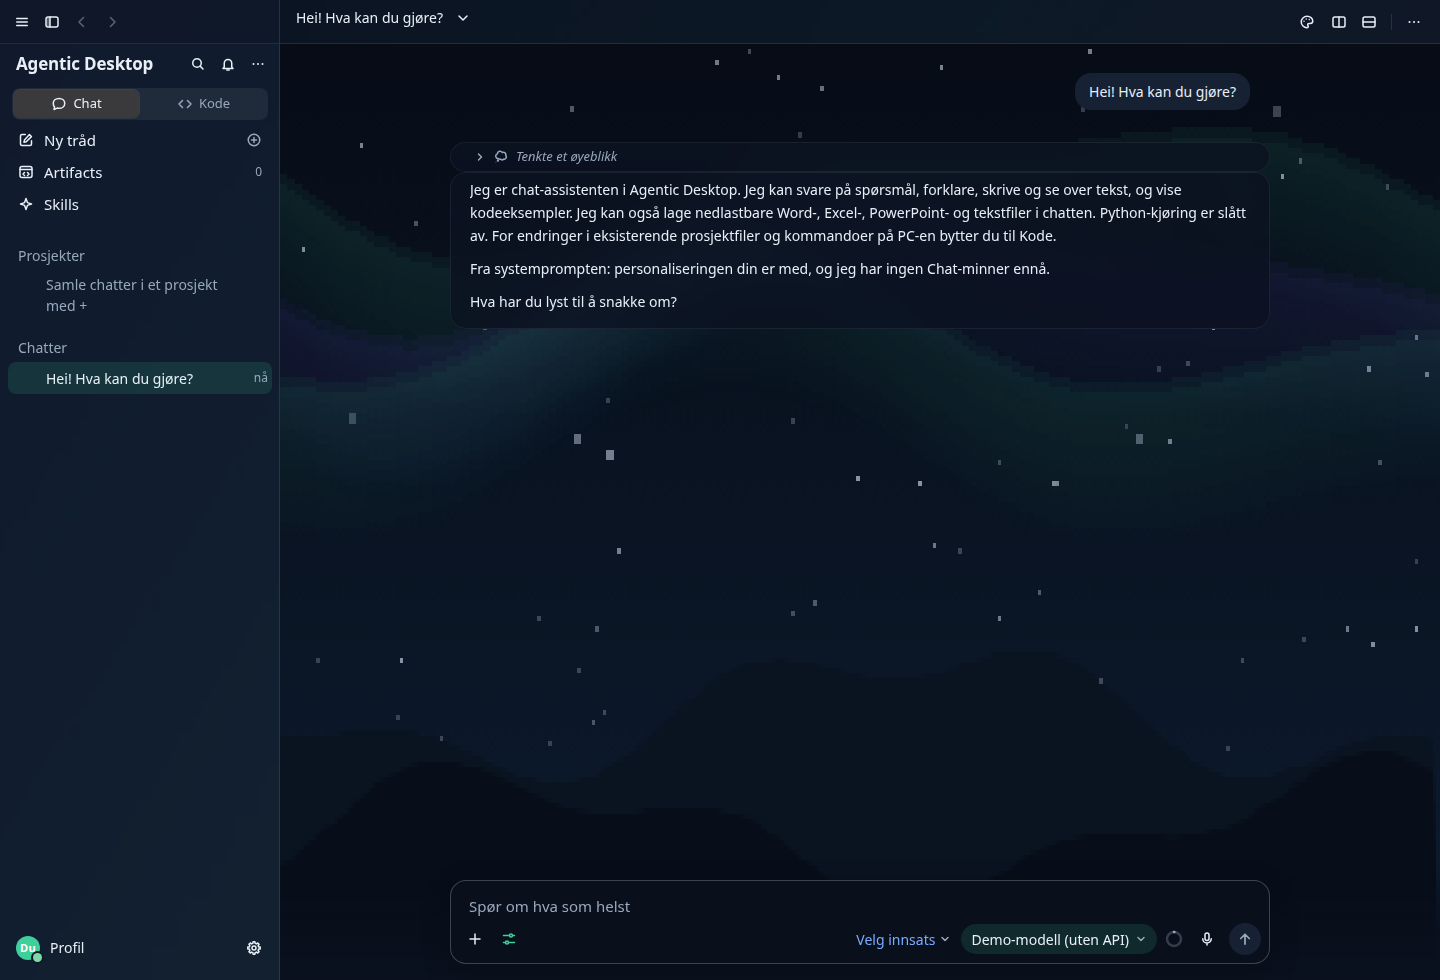 Hei! Hva kan du gjøre?
Agentic Desktop
Chat
Kode
Ny tråd
Artifacts
0
Skills
Prosjekter
Samle chatter i et prosjekt
med +
Chatter
Hei! Hva kan du gjøre?
nå
Hei! Hva kan du gjøre?
Tenkte et øyeblikk
Jeg er chat-assistenten i Agentic Desktop. Jeg kan svare på spørsmål, forklare, skrive og se over tekst, og vise
kodeeksempler. Jeg kan også lage nedlastbare Word-, Excel-, PowerPoint- og tekstfiler i chatten. Python-kjøring er slått
av. For endringer i eksisterende prosjektfiler og kommandoer på PC-en bytter du til Kode.
Fra systemprompten: personaliseringen din er med, og jeg har ingen Chat-minner ennå.
Hva har du lyst til å snakke om?
Spør om hva som helst
Velg innsats
Demo-modell (uten API)
Du
Profil